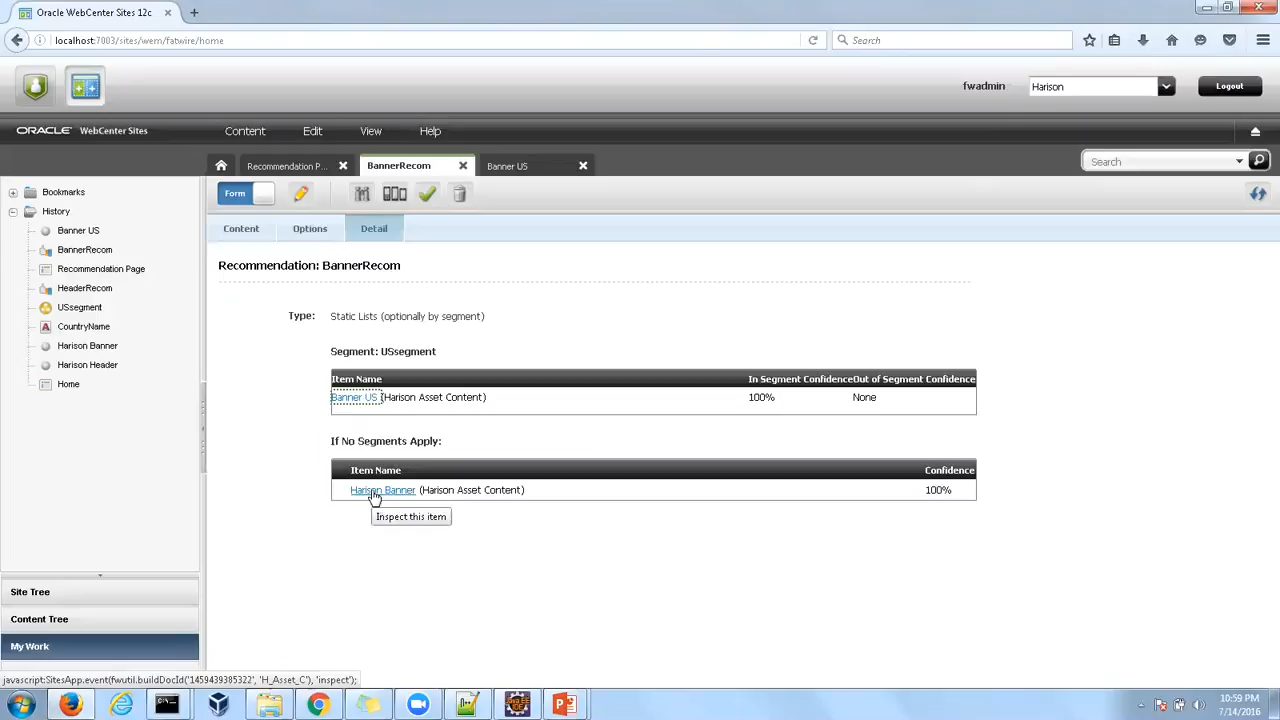 Oracle WebCenter Sites 12c
localhost:7003/sites/wem/fatwire/home
Search
fwadmin
Harison
Logout
ORACLE WebCenter Sites
Content
Edit
View
Help
Recommendation P...
BannerRecom
Banner US
Search
Bookmarks
History
Banner US
BannerRecom
Recommendation Page
HeaderRecom
USsegment
CountryName
Harison Banner
Harison Header
Home
Site Tree
Content Tree
My Work
Form
Content
Options
Detail
Recommendation: BannerRecom
Type: Static Lists (optionally by segment)
Segment: USsegment
Item Name In Segment Confidence Out of Segment Confidence
Banner US (Harison Asset Content) 100% None
If No Segments Apply:
Item Name Confidence
Harison Banner (Harison Asset Content) 100%
Inspect this item
javascript:SitesApp.event(fwutil.buildDocId('1459439385322', 'H_Asset_C'), 'inspect');
10:59 PM
7/14/2016